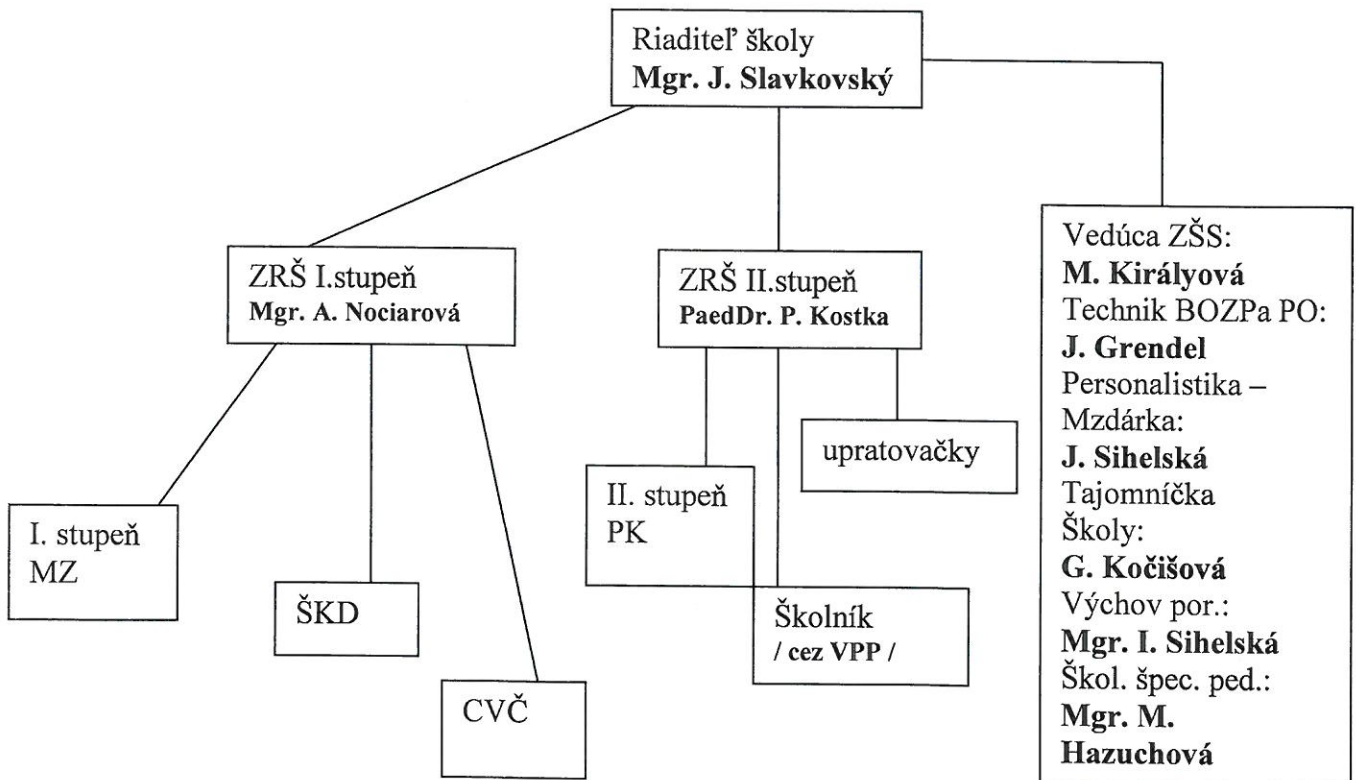 Riaditeľ školy
Mgr. J. Slavkovský
ZRŠ I.stupeň
Mgr. A. Nociarová
ZRŠ II.stupeň
PaedDr. P. Kostka
Vedúca ZŠS:
M. Királyová
Technik BOZPa PO:
J. Grendel
Personalistika –
Mzdárka:
J. Sihelská
Tajomníčka
Školy:
G. Kočišová
Výchov por.:
Mgr. I. Sihelská
Škol. špec. ped.:
Mgr. M.
Hazuchová
I. stupeň
MZ
ŠKD
CVČ
II. stupeň
PK
Školník
/ cez VPP /
upratovačky